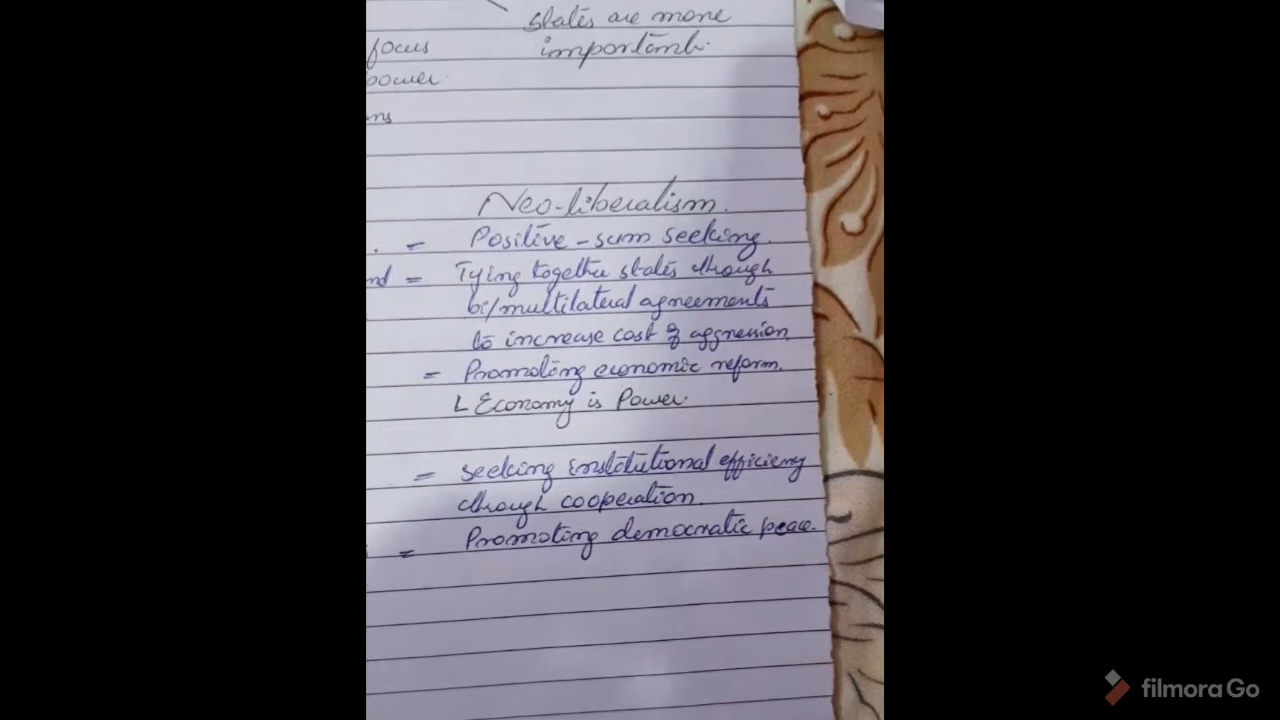 states are more
important.
focus
power.
ns
Neo-liberalism.
. = Positive-sum seeking.
nd = Tying together states through
bi/multilateral agreements
to increase cost of aggression.
= Promoting economic reform.
L Economy is Power.
= seeking institutional efficiency
through cooperation.
= Promoting democratic peace.
filmoraGo